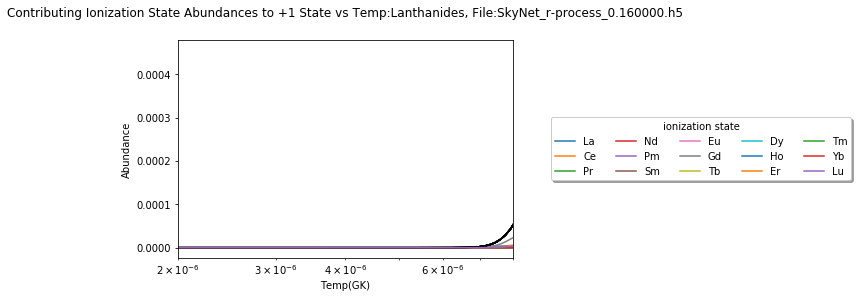 Contributing Ionization State Abundances to +1 State vs Temp:Lanthanides, File:SkyNet_r-process_0.160000.h5
0.0004
0.0003
0.0002
0.0001
0.0000
Abundance
2 × 10⁻⁶ 3 × 10⁻⁶ 4 × 10⁻⁶ 6 × 10⁻⁶
Temp(GK)
ionization state
La Nd Eu Dy Tm
Ce Pm Gd Ho Yb
Pr Sm Tb Er Lu